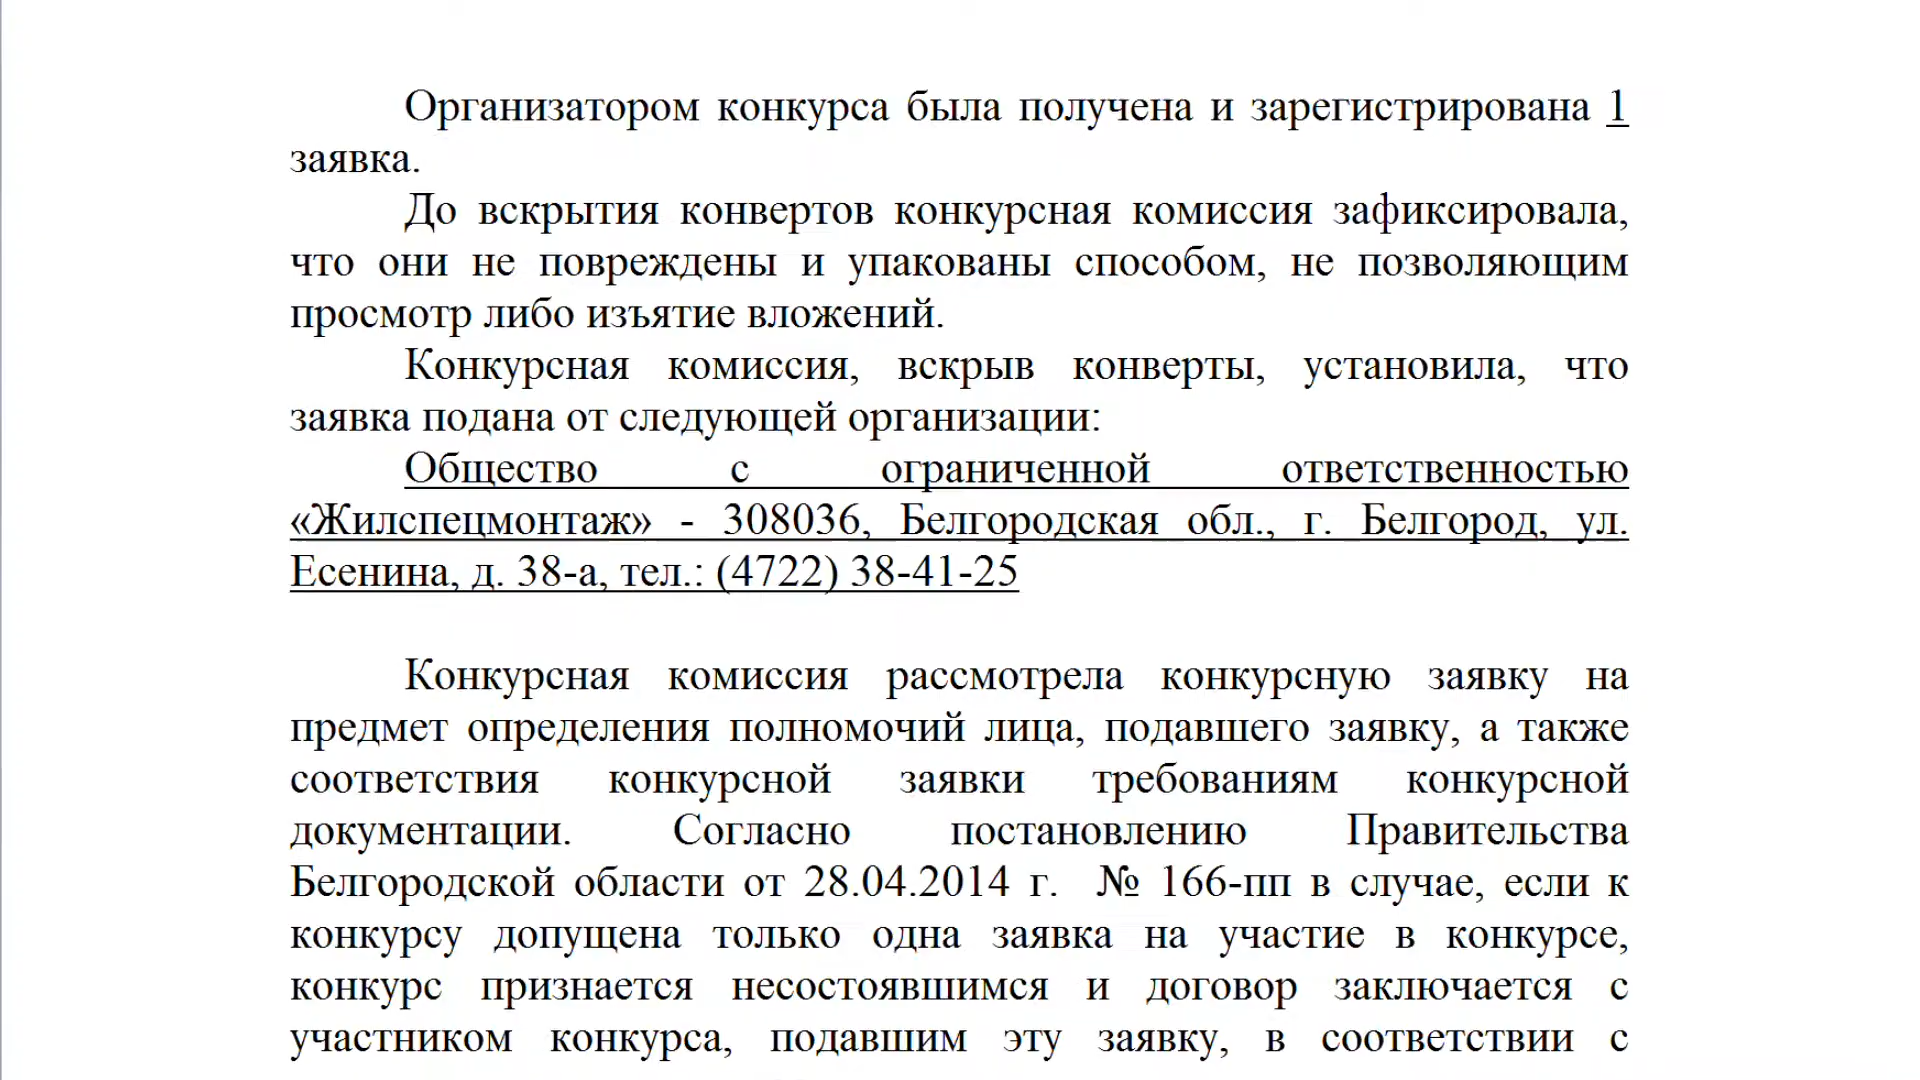 Организатором конкурса была получена и зарегистрирована 1
заявка.
До вскрытия конвертов конкурсная комиссия зафиксировала,
что они не повреждены и упакованы способом, не позволяющим
просмотр либо изъятие вложений.
Конкурсная комиссия, вскрыв конверты, установила, что
заявка подана от следующей организации:
Общество с ограниченной ответственностью
«Жилспецмонтаж» - 308036, Белгородская обл., г. Белгород, ул.
Есенина, д. 38-а, тел.: (4722) 38-41-25
Конкурсная комиссия рассмотрела конкурсную заявку на
предмет определения полномочий лица, подавшего заявку, а также
соответствия конкурсной заявки требованиям конкурсной
документации. Согласно постановлению Правительства
Белгородской области от 28.04.2014 г. № 166-пп в случае, если к
конкурсу допущена только одна заявка на участие в конкурсе,
конкурс признается несостоявшимся и договор заключается с
участником конкурса, подавшим эту заявку, в соответствии с